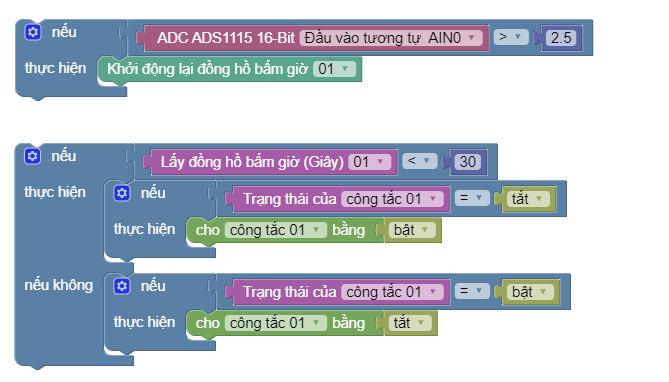 nếu ADC ADS1115 16-Bit Đầu vào tương tự AIN0 > 2.5
thực hiện Khởi động lại đồng hồ bấm giờ 01
nếu Lấy đồng hồ bấm giờ (Giây) 01 < 30
thực hiện nếu Trạng thái của công tắc 01 = tắt
thực hiện cho công tắc 01 bằng bật
nếu không nếu Trạng thái của công tắc 01 = bật
thực hiện cho công tắc 01 bằng tắt